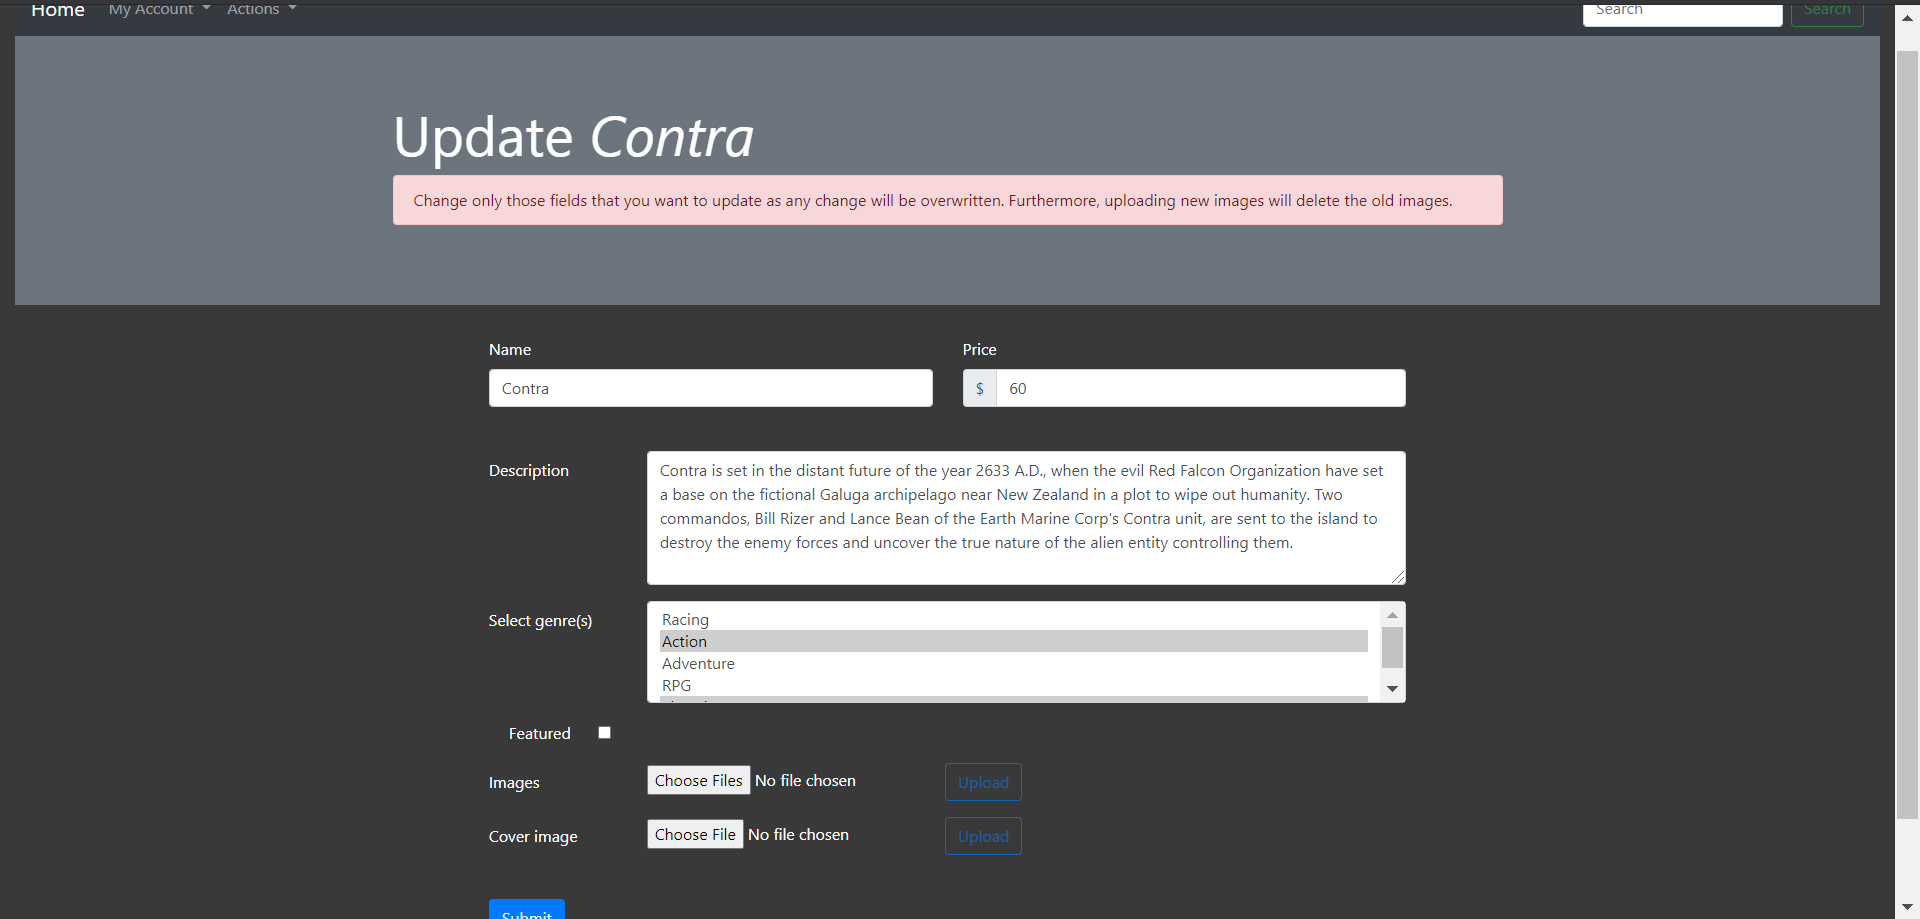 Home My Account Actions Search Search
Update Contra
Change only those fields that you want to update as any change will be overwritten. Furthermore, uploading new images will delete the old images.
Name Price
Contra $ 60
Description
Contra is set in the distant future of the year 2633 A.D., when the evil Red Falcon Organization have set
a base on the fictional Galuga archipelago near New Zealand in a plot to wipe out humanity. Two
commandos, Bill Rizer and Lance Bean of the Earth Marine Corp's Contra unit, are sent to the island to
destroy the enemy forces and uncover the true nature of the alien entity controlling them.
Select genre(s)
Racing
Action
Adventure
RPG
Featured
Images Choose Files No file chosen Upload
Cover image Choose File No file chosen Upload
Submit